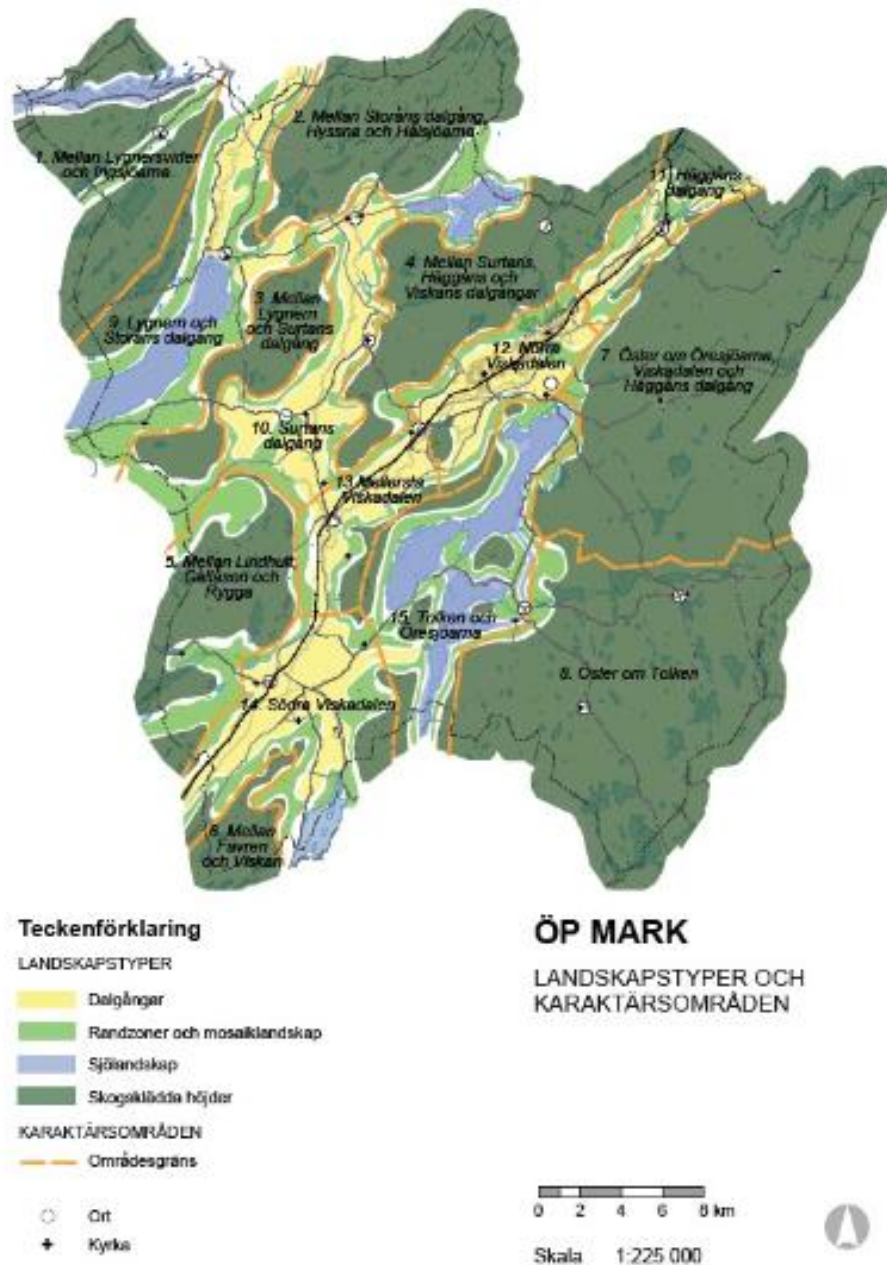 2. Mellan Storåns dalgång,
Hyssna och Hålsjöarna
1. Mellan Lygnersvider
och Ingsjöarna
11. Häggåns
dalgång
4. Mellan Surtans,
Häggåns och
Viskans dalgångar
3. Mellan
Lygnern
och Surtans
dalgång
9. Lygnern och
Storåns dalgång
12. Norra
Viskadalen
7. Öster om Öresjöarna,
Viskadalen och
Häggåns dalgång
10. Surtans
dalgång
13. Mellersta
Viskadalen
5. Mellan Lindhult,
och
Rygga
15. Tolken och
Öresjöarna
8. Öster om Tolken
14. Södra Viskadalen
6. Mellan
Fävren
och Viskan
Teckenförklaring
LANDSKAPSTYPER
Dalgångar
Randzoner och mosaiklandskap
Sjölandskap
Skogsklädda höjder
KARAKTÄRSOMRÅDEN
Områdesgräns
Ort
Kyrka
ÖP MARK
LANDSKAPSTYPER OCH
KARAKTÄRSOMRÅDEN
0 2 4 6 8 km
Skala 1:225 000